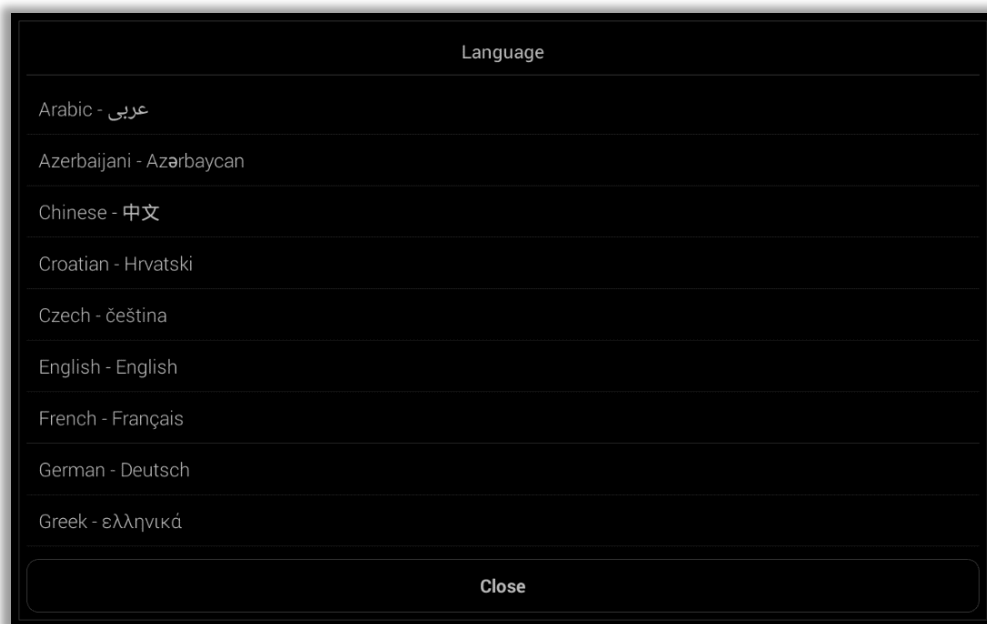 Language
Arabic - عربى
Azerbaijani - Azərbaycan
Chinese - 中文
Croatian - Hrvatski
Czech - čeština
English - English
French - Français
German - Deutsch
Greek - ελληνικά
Close